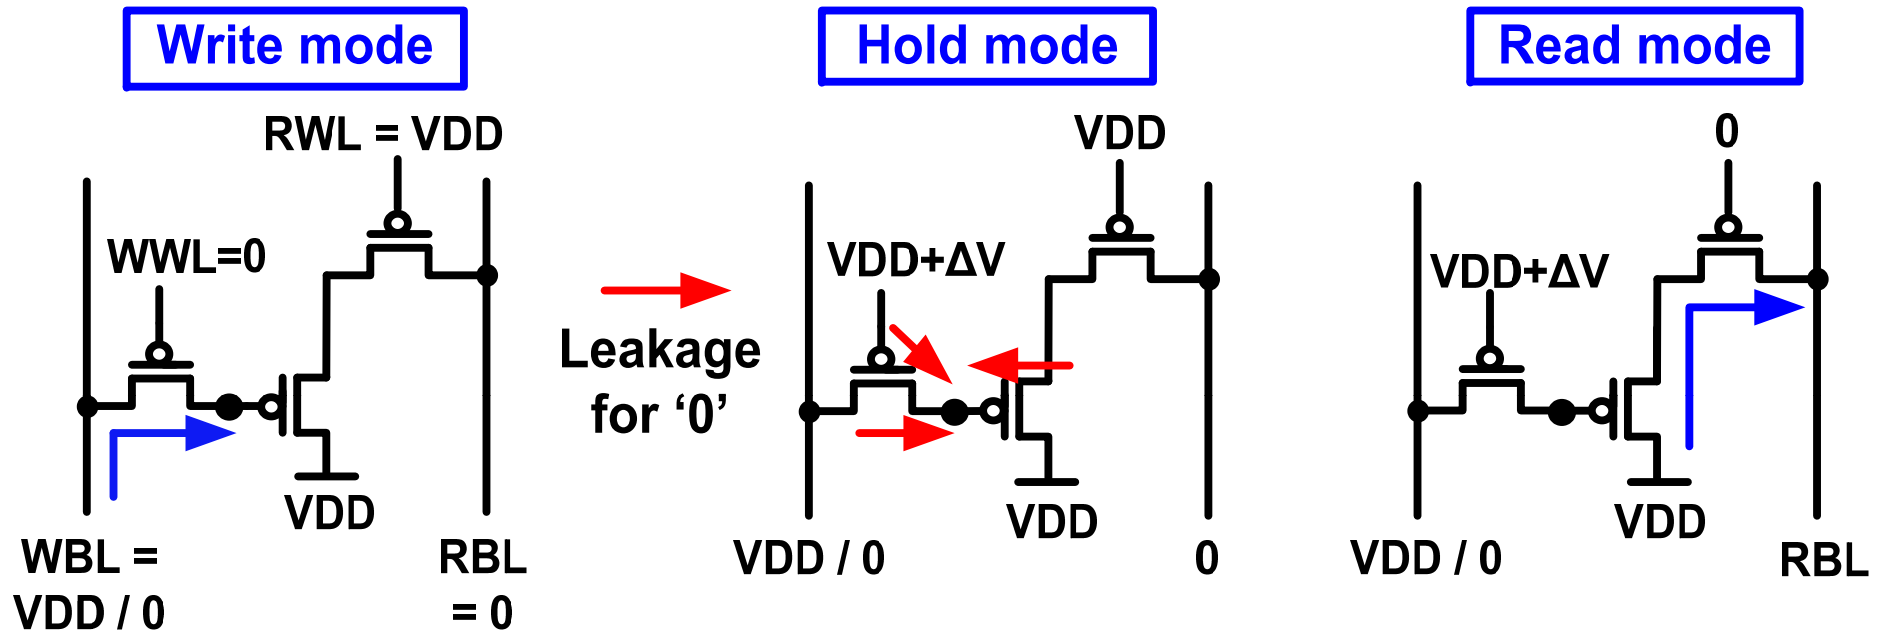 Write mode
RWL = VDD
WWL=0
VDD
WBL =
VDD / 0
RBL
= 0
Leakage
for ‘0’
Hold mode
VDD
VDD+ΔV
VDD
VDD / 0
0
Read mode
0
VDD+ΔV
VDD
VDD / 0
RBL